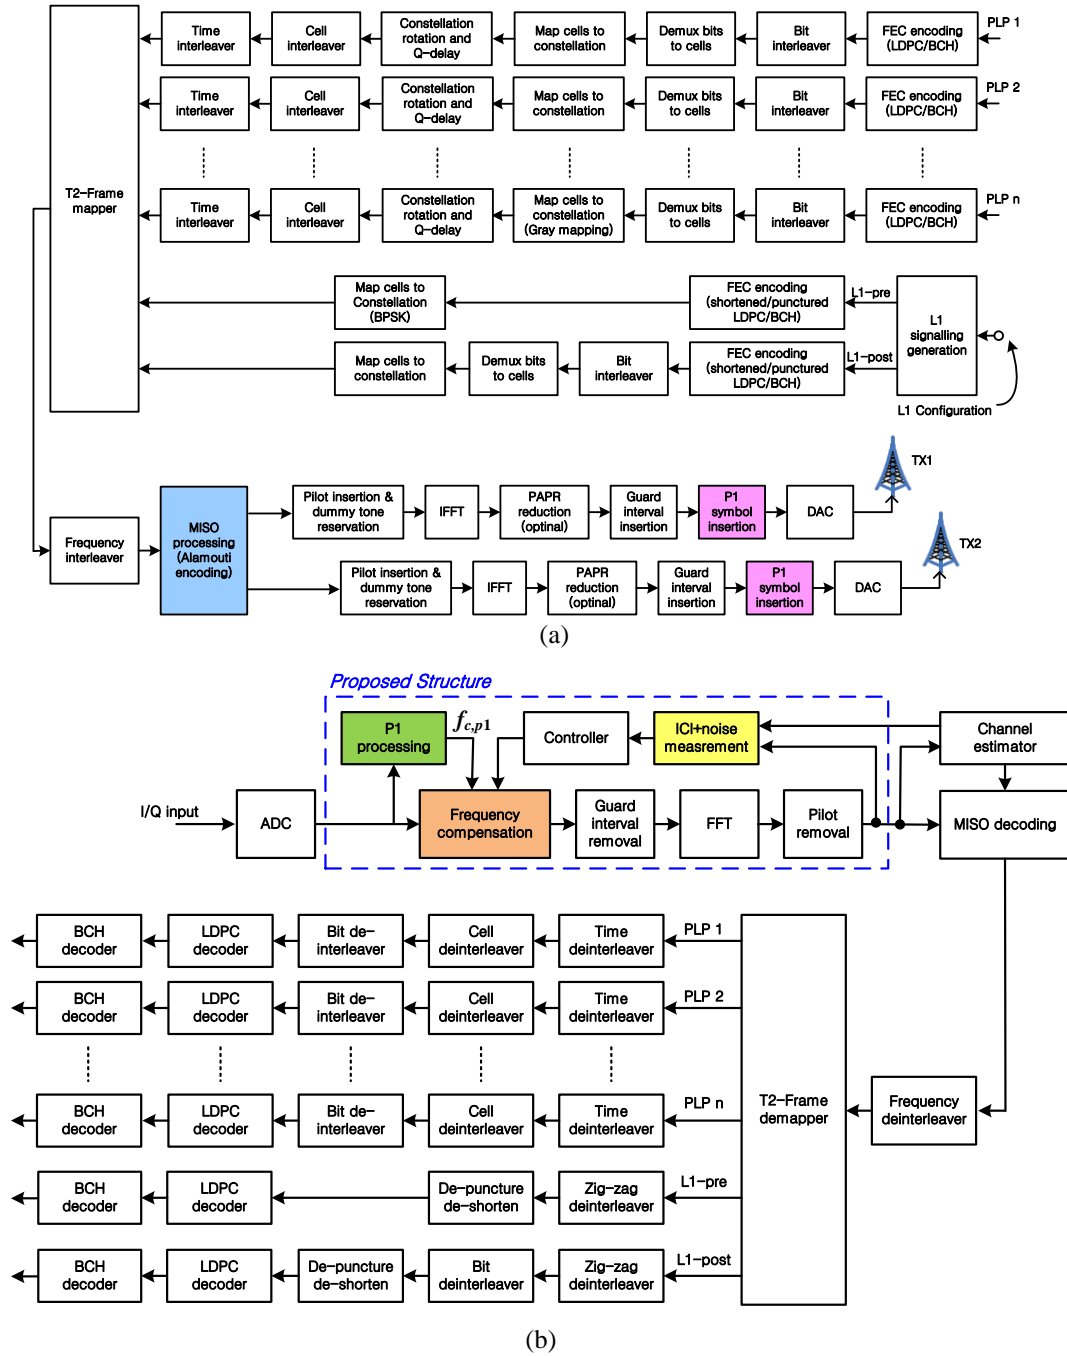 Time interleaver
Cell interleaver
Constellation rotation and Q-delay
Map cells to constellation
Demux bits to cells
Bit interleaver
FEC encoding (LDPC/BCH)
PLP 1
Time interleaver
Cell interleaver
Constellation rotation and Q-delay
Map cells to constellation
Demux bits to cells
Bit interleaver
FEC encoding (LDPC/BCH)
PLP 2
T2-Frame mapper
Time interleaver
Cell interleaver
Constellation rotation and Q-delay
Map cells to constellation (Gray mapping)
Demux bits to cells
Bit interleaver
FEC encoding (LDPC/BCH)
PLP n
Map cells to Constellation (BPSK)
FEC encoding (shortened/punctured LDPC/BCH)
L1-pre
L1 signalling generation
Map cells to constellation
Demux bits to cells
Bit interleaver
FEC encoding (shortened/punctured LDPC/BCH)
L1-post
L1 Configuration
Frequency interleaver
MISO processing (Alamouti encoding)
Pilot insertion & dummy tone reservation
IFFT
PAPR reduction (optinal)
Guard interval insertion
P1 symbol insertion
DAC
TX1
Pilot insertion & dummy tone reservation
IFFT
PAPR reduction (optinal)
Guard interval insertion
P1 symbol insertion
DAC
TX2
(a)
Proposed Structure
P1 processing
fc,p1
Controller
ICI+noise measrement
Channel estimator
I/Q input
ADC
Frequency compensation
Guard interval removal
FFT
Pilot removal
MISO decoding
BCH decoder
LDPC decoder
Bit de-interleaver
Cell deinterleaver
Time deinterleaver
PLP 1
BCH decoder
LDPC decoder
Bit de-interleaver
Cell deinterleaver
Time deinterleaver
PLP 2
BCH decoder
LDPC decoder
Bit de-interleaver
Cell deinterleaver
Time deinterleaver
PLP n
T2-Frame demapper
Frequency deinterleaver
BCH decoder
LDPC decoder
De-puncture de-shorten
Zig-zag deinterleaver
L1-pre
BCH decoder
LDPC decoder
De-puncture de-shorten
Bit deinterleaver
Zig-zag deinterleaver
L1-post
(b)